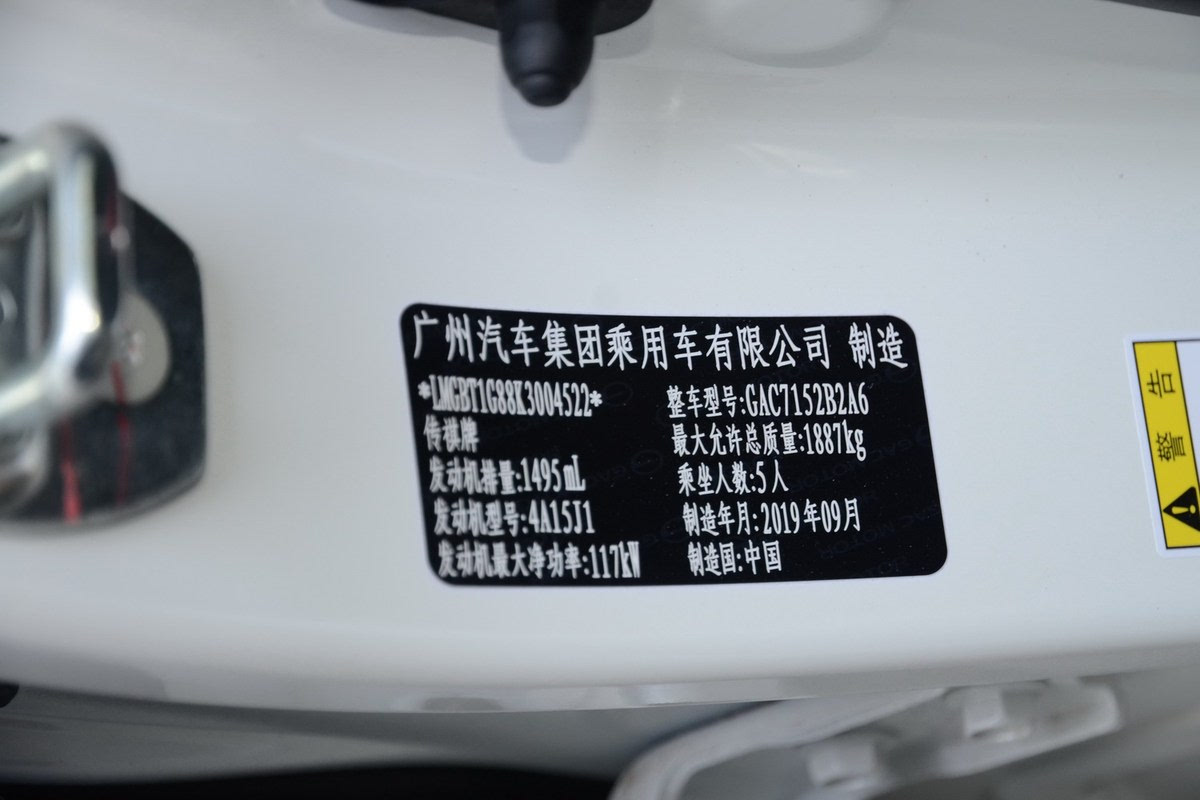 广州汽车集团乘用车有限公司 制造
*LMGBT1G88K3004522* 整车型号:GAC7152B2A6
传祺牌 最大允许总质量:1887kg
发动机排量:1495mL 乘坐人数:5人
发动机型号:4A15J1 制造年月:2019年09月
发动机最大净功率:117kW 制造国:中国
警告